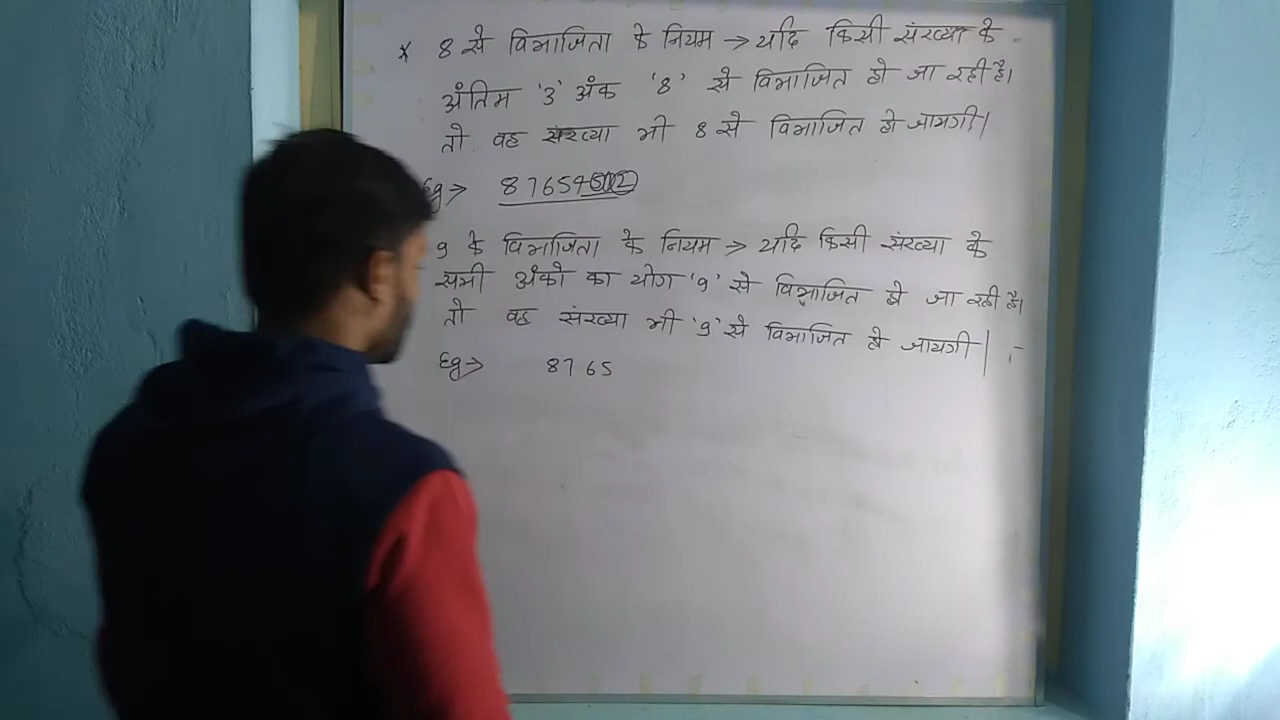 * 8 से विभाजिता के नियम → यदि किसी संख्या के
अंतिम '3' अंक '8' से विभाजित हो जा रही है।
तो वह संख्या भी 8 से विभाजित हो जायगी।
Eg → 87654
9 के विभाजिता के नियम → यदि किसी संख्या के
सभी अंको का योग '9' से विभाजित हो जा रही है।
तो वह संख्या भी '9' से विभाजित हो जायगी।
Eg → 8765